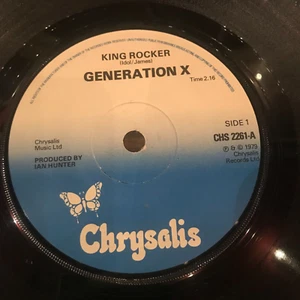 KING ROCKER
(Idol/James)
GENERATION X
Time 2.16
SIDE 1
CHS 2261-A
Chrysalis
Music Ltd
PRODUCED BY
IAN HUNTER
℗ & © 1979
Chrysalis
Records Ltd
Chrysalis